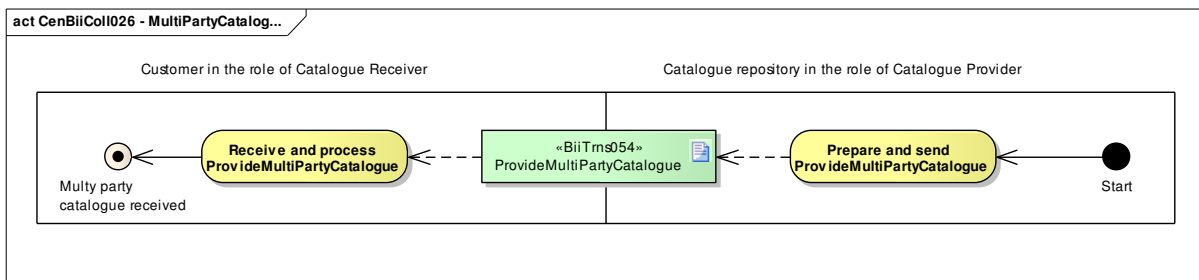 act CenBiiColl026 - MultiPartyCatalog...
Customer in the role of Catalogue Receiver
Catalogue repository in the role of Catalogue Provider
Receive and process
ProvideMultiPartyCatalogue
«BiiTrns054»
ProvideMultiPartyCatalogue
Prepare and send
ProvideMultiPartyCatalogue
Multy party
catalogue received
Start